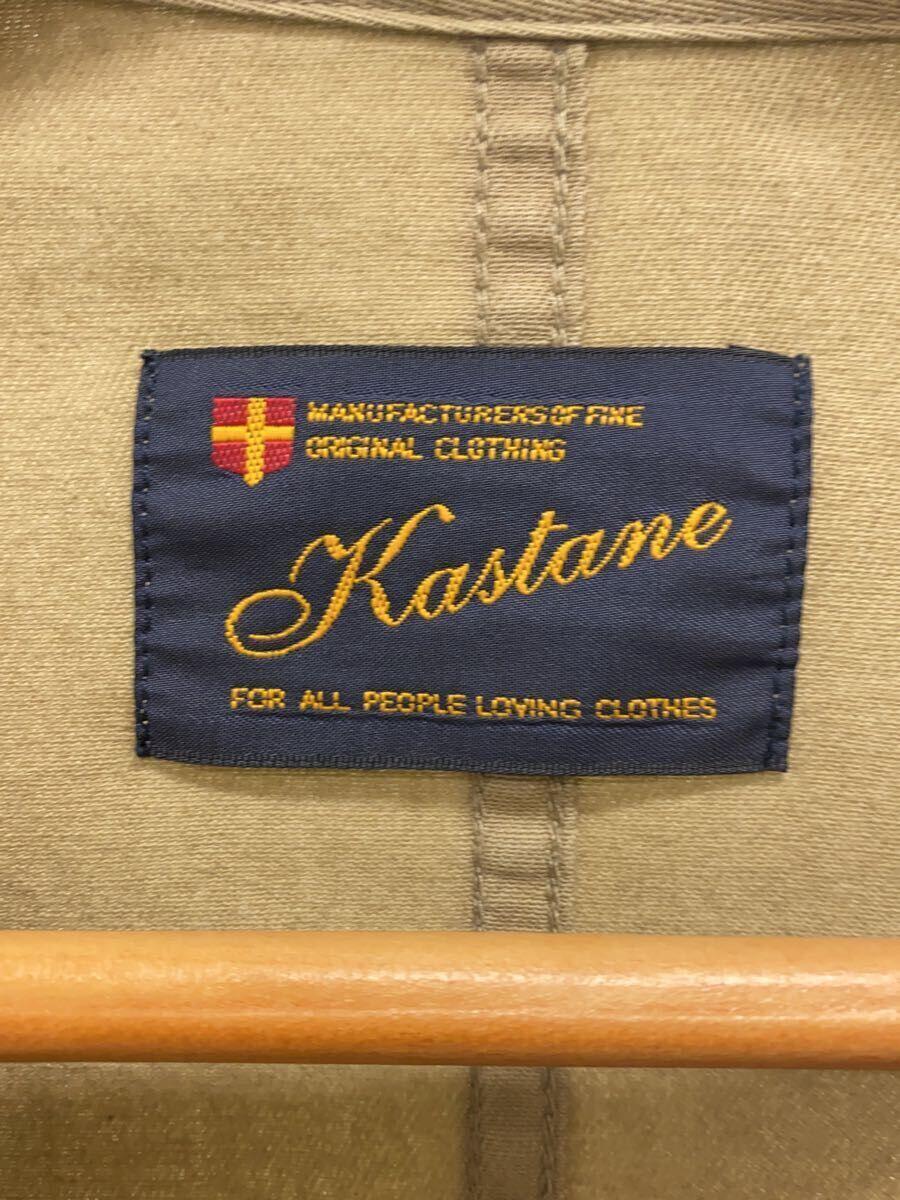 MANUFACTURERS OF FINE
ORIGINAL CLOTHING
Kastane
FOR ALL PEOPLE LOVING CLOTHES